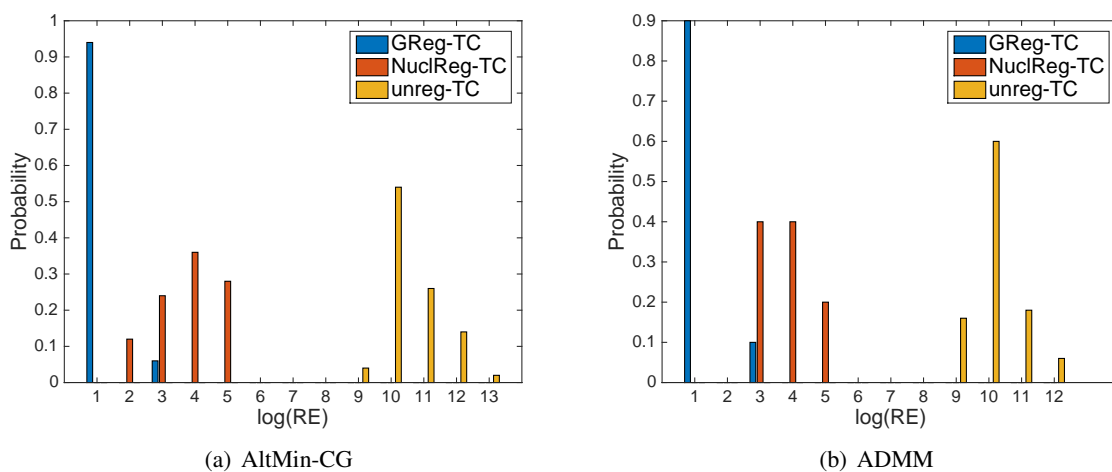 1
0.9
0.8
0.7
0.6
0.5
0.4
0.3
0.2
0.1
0
Probability
GReg-TC
NuclReg-TC
unreg-TC
1 2 3 4 5 6 7 8 9 10 11 12 13
log(RE)
(a) AltMin-CG
0.9
0.8
0.7
0.6
0.5
0.4
0.3
0.2
0.1
0
Probability
GReg-TC
NuclReg-TC
unreg-TC
1 2 3 4 5 6 7 8 9 10 11 12
log(RE)
(b) ADMM